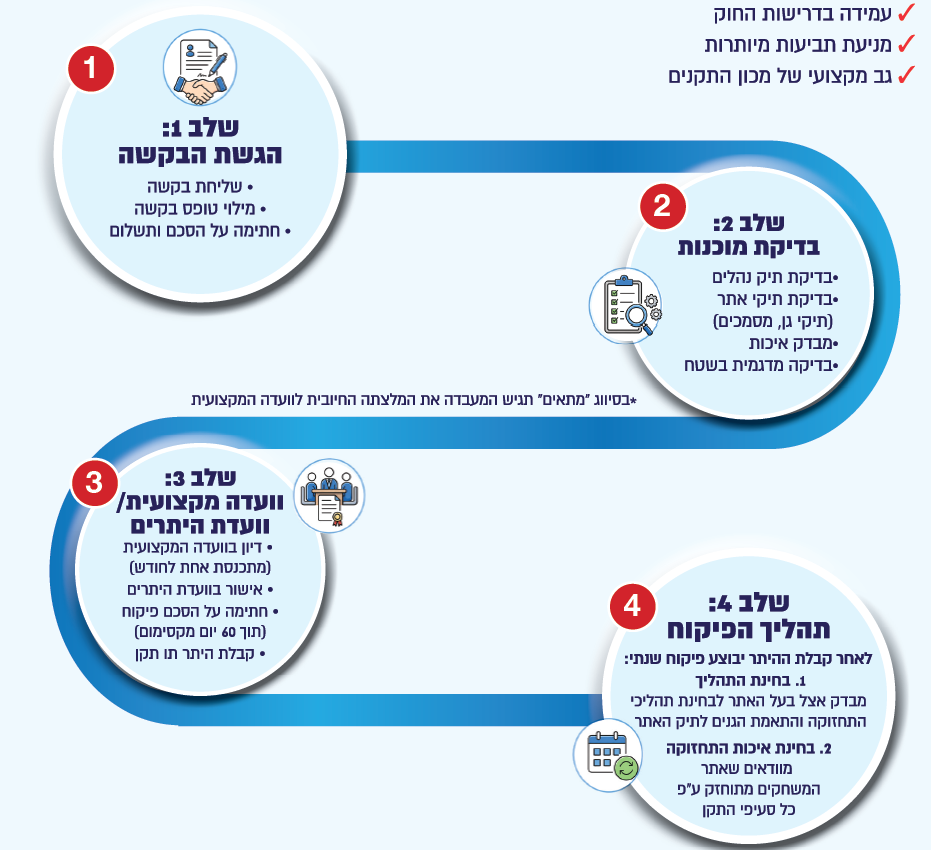 ✓ עמידה בדרישות החוק
✓ מניעת תביעות מיותרות
✓ גב מקצועי של מכון התקנים
1
שלב 1:
הגשת הבקשה
• שליחת בקשה
• מילוי טופס בקשה
• חתימה על הסכם ותשלום
2
שלב 2:
בדיקת מוכנות
•בדיקת תיק נהלים
•בדיקת תיקי אתר
(תיקי גן, מסמכים)
•מבדק איכות
•בדיקה מדגמית בשטח
*בסיווג "מתאים" תגיש המעבדה את המלצתה החיובית לוועדה המקצועית
3
שלב 3:
וועדה מקצועית/
וועדת היתרים
• דיון בוועדה המקצועית
(מתכנסת אחת לחודש)
• אישור בוועדת היתרים
• חתימה על הסכם פיקוח
(תוך 60 יום מקסימום)
• קבלת היתר תו תקן
4
שלב 4:
תהליך הפיקוח
לאחר קבלת ההיתר יבוצע פיקוח שנתי:
1. בחינת התהליך
מבדק אצל בעל האתר לבחינת תהליכי
התחזוקה והתאמת הגנים לתיק האתר
2. בחינת איכות התחזוקה
מוודאים שאתר
המשחקים מתוחזק ע"פ
כל סעיפי התקן